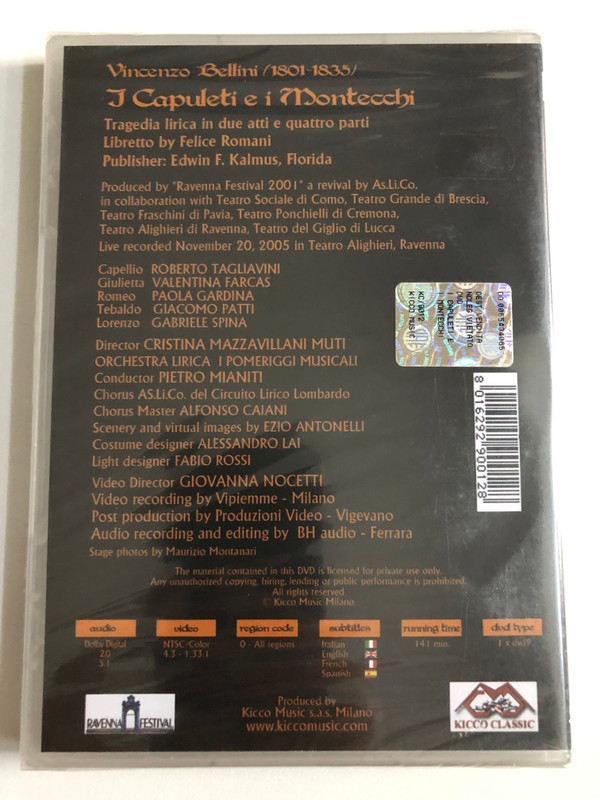 Vincenzo Bellini (1801-1835)
I Capuleti e i Montecchi
Tragedia lirica in due atti e quattro parti
Libretto by Felice Romani
Publisher: Edwin F. Kalmus, Florida
Produced by "Ravenna Festival 2001" a revival by As.Li.Co.
in collaboration with Teatro Sociale di Como, Teatro Grande di Brescia,
Teatro Fraschini di Pavia, Teatro Ponchielli di Cremona,
Teatro Alighieri di Ravenna, Teatro del Giglio di Lucca
Live recorded November 20, 2005 in Teatro Alighieri, Ravenna
Capellio ROBERTO TAGLIAVINI
Giulietta VALENTINA FARCAS
Romeo PAOLA GARDINA
Tebaldo GIACOMO PATTI
Lorenzo GABRIELE SPINA
Director CRISTINA MAZZAVILLANI MUTI
ORCHESTRA LIRICA I POMERIGGI MUSICALI
Conductor PIETRO MIANITI
Chorus AS.Li.Co. del Circuito Lirico Lombardo
Chorus Master ALFONSO CAIANI
Scenery and virtual images by EZIO ANTONELLI
Costume designer ALESSANDRO LAI
Light designer FABIO ROSSI
Video Director GIOVANNA NOCETTI
Video recording by Vipiemme - Milano
Post production by Produzioni Video - Vigevano
Audio recording and editing by BH audio - Ferrara
Stage photos by Maurizio Montanari
The material contained in this DVD is licensed for private use only.
Any unauthorized copying, hiring, lending or public performance is prohibited.
All rights reserved
© Kicco Music Milano
audio video region code subtitles running time dvd type
Dolby Digital NTSC-Color 0 - All regions Italian 141 min. 1 x dvd9
2.0 4:3 - 1.33:1 English
5.1 French
Spanish
Produced by
Kicco Music s.a.s. Milano
www.kiccomusic.com
RAVENNA FESTIVAL
KICCO CLASSIC
DEST.VENDITA
NOLEG.VIETATO
DVD
I CAPULETI E
I MONTECCHI
KICCO MUSIC
8 016292 900128